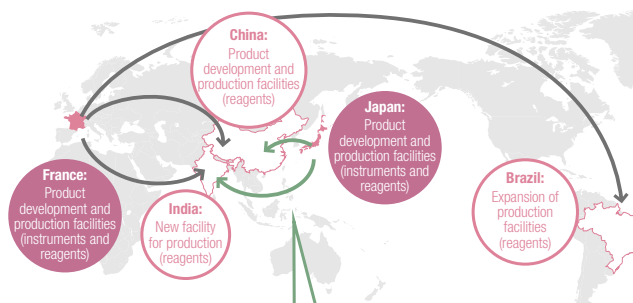 China:
Product
development and
production facilities
(reagents)
Japan:
Product
development and
production facilities
(instruments and
reagents)
France:
Product
development and
production facilities
(instruments and
reagents)
India:
New facility
for production
(reagents)
Brazil:
Expansion of
production
facilities
(reagents)